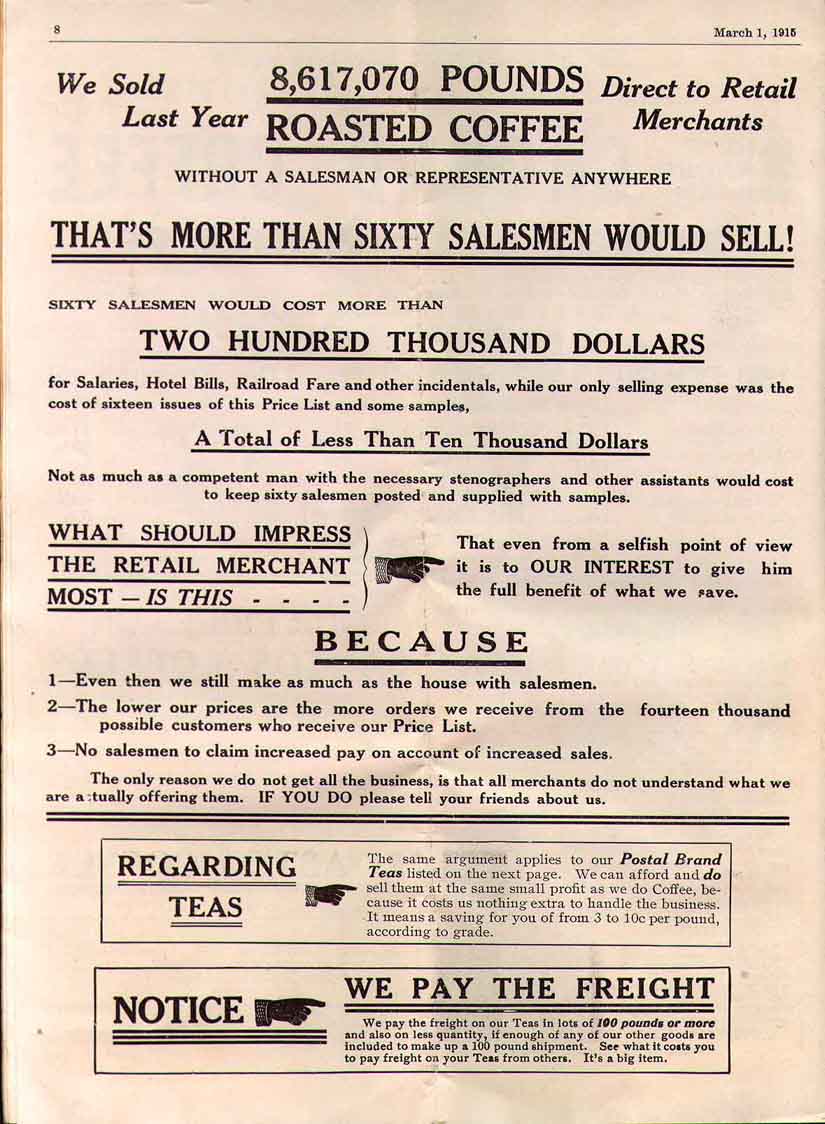 8
March 1, 1915
We Sold
Last Year
8,617,070 POUNDS
ROASTED COFFEE
Direct to Retail
Merchants
WITHOUT A SALESMAN OR REPRESENTATIVE ANYWHERE
THAT'S MORE THAN SIXTY SALESMEN WOULD SELL!
SIXTY SALESMEN WOULD COST MORE THAN
TWO HUNDRED THOUSAND DOLLARS
for Salaries, Hotel Bills, Railroad Fare and other incidentals, while our only selling expense was the
cost of sixteen issues of this Price List and some samples,
A Total of Less Than Ten Thousand Dollars
Not as much as a competent man with the necessary stenographers and other assistants would cost
to keep sixty salesmen posted and supplied with samples.
WHAT SHOULD IMPRESS
THE RETAIL MERCHANT
MOST — IS THIS - - - -
That even from a selfish point of view
it is to OUR INTEREST to give him
the full benefit of what we save.
BECAUSE
1—Even then we still make as much as the house with salesmen.
2—The lower our prices are the more orders we receive from the fourteen thousand
possible customers who receive our Price List.
3—No salesmen to claim increased pay on account of increased sales.
The only reason we do not get all the business, is that all merchants do not understand what we
are actually offering them. IF YOU DO please tell your friends about us.
REGARDING
TEAS
The same argument applies to our Postal Brand
Teas listed on the next page. We can afford and do
sell them at the same small profit as we do Coffee, be-
cause it costs us nothing extra to handle the business.
It means a saving for you of from 3 to 10c per pound,
according to grade.
NOTICE
WE PAY THE FREIGHT
We pay the freight on our Teas in lots of 100 pounds or more
and also on less quantity, if enough of any of our other goods are
included to make up a 100 pound shipment. See what it costs you
to pay freight on your Teas from others. It's a big item.